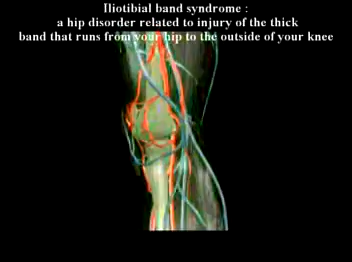 Iliotibial band syndrome :
a hip disorder related to injury of the thick
band that runs from your hip to the outside of your knee